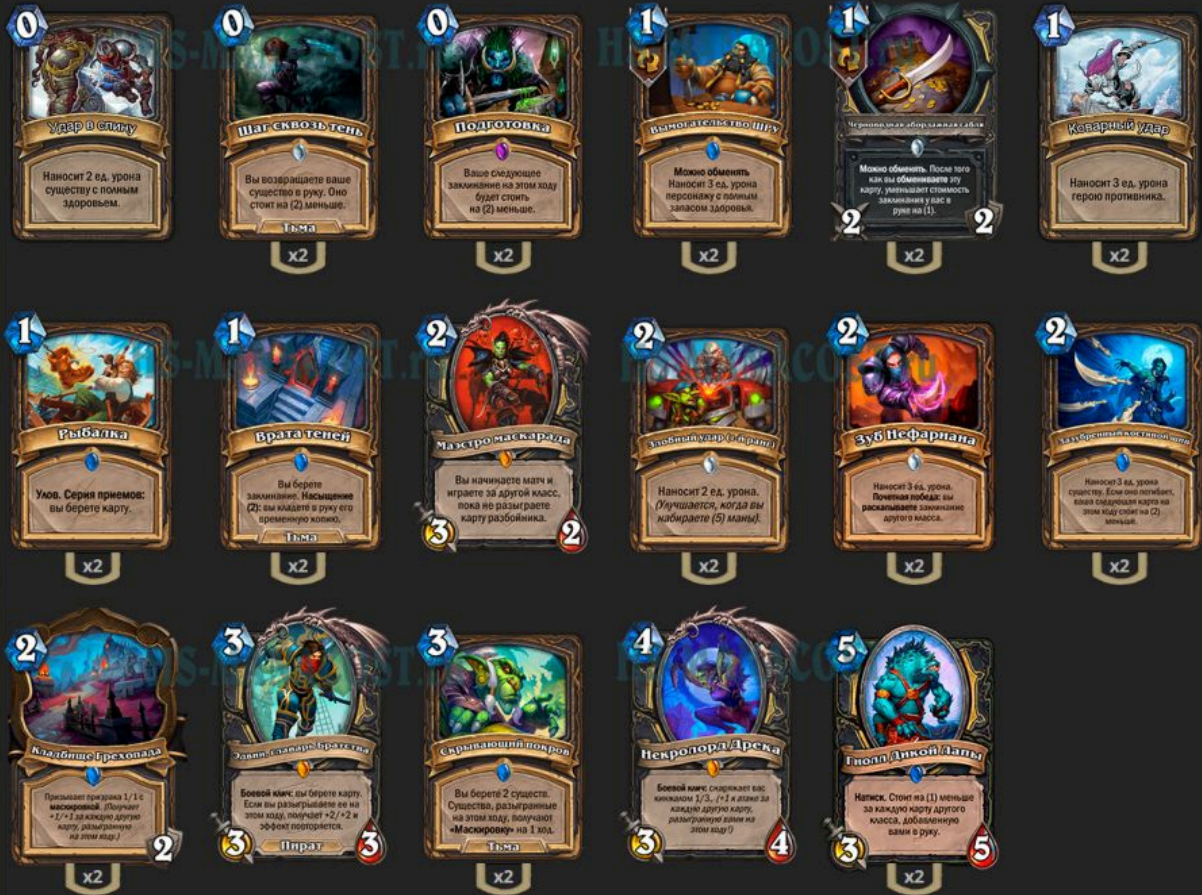 0
Удар в спину
Наносит 2 ед. урона
существу с полным
здоровьем.
0
Шаг сквозь тень
Вы возвращаете ваше
существо в руку. Оно
стоит на (2) меньше.
Тьма
x2
0
Подготовка
Ваше следующее
заклинание на этом ходу
будет стоить
на (2) меньше.
x2
1
Вымогательство ШРУ
Можно обменять
Наносит 3 ед. урона
персонажу с полным
запасом здоровья.
x2
1
Черноводная абордажная сабля
Можно обменять. После того
как вы обмениваете эту
карту, уменьшает стоимость
заклинания у вас в
руке на (1).
2
2
x2
1
Коварный удар
Наносит 3 ед. урона
герою противника.
x2
1
Рыбалка
Улов. Серия приемов:
вы берете карту.
x2
1
Врата теней
Вы берете
заклинание. Насыщение
(2): вы кладете в руку его
временную копию.
Тьма
x2
2
Маэстро маскарада
Вы начинаете матч и
играете за другой класс,
пока не разыграете
карту разбойника.
3
2
2
Злобный удар (1-й ранг)
Наносит 2 ед. урона.
(Улучшается, когда вы
набираете (5) маны).
x2
2
Зуб Нефариана
Наносит 3 ед. урона.
Почетная победа: вы
раскапываете заклинание
другого класса.
x2
2
Зазубренный костяной шип
Наносит 3 ед. урона
существу. Если оно погибает,
ваша следующая карта на
этом ходу стоит на (2)
меньше.
x2
2
Кладбище Грехопада
Призывает призрака 1/1 с
маскировкой. (Получает
+1/+1 за каждую другую
карту, разыгранную
на этом ходу.)
2
x2
3
Эдвин, главарь Братства
Боевой клич: вы берете карту.
Если вы разыгрываете ее на
этом ходу, получает +2/+2 и
эффект повторяется.
3
Пират
3
3
Скрывающий покров
Вы берете 2 существ.
Существа, разыгранные
на этом ходу, получают
«Маскировку» на 1 ход.
Тьма
x2
4
Некролорд Дрека
Боевой клич: снаряжает вас
кинжалом 1/3. (+1 к атаке за
каждую другую карту,
разыгранную вами на
этом ходу!)
3
4
5
Гнолл Дикой Лапы
Натиск. Стоит на (1) меньше
за каждую карту другого
класса, добавленную
вами в руку.
3
5
x2